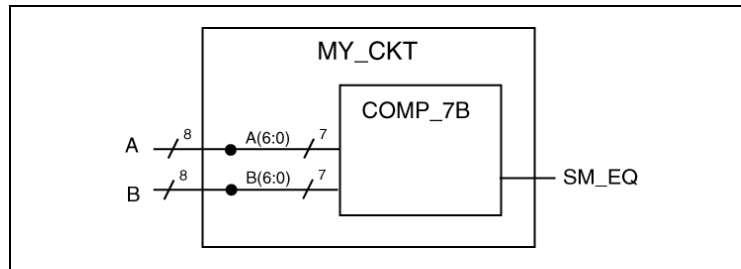 MY_CKT
COMP_7B
A 8 A(6:0) 7
B 8 B(6:0) 7
SM_EQ